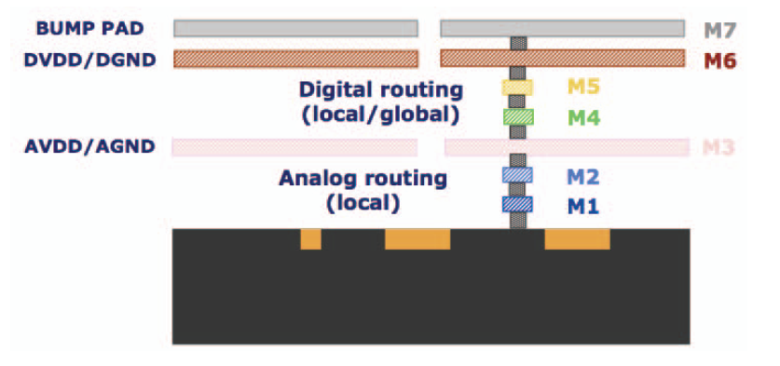 BUMP PAD
M7
DVDD/DGND
M6
Digital routing
(local/global)
M5
M4
AVDD/AGND
M3
Analog routing
(local)
M2
M1